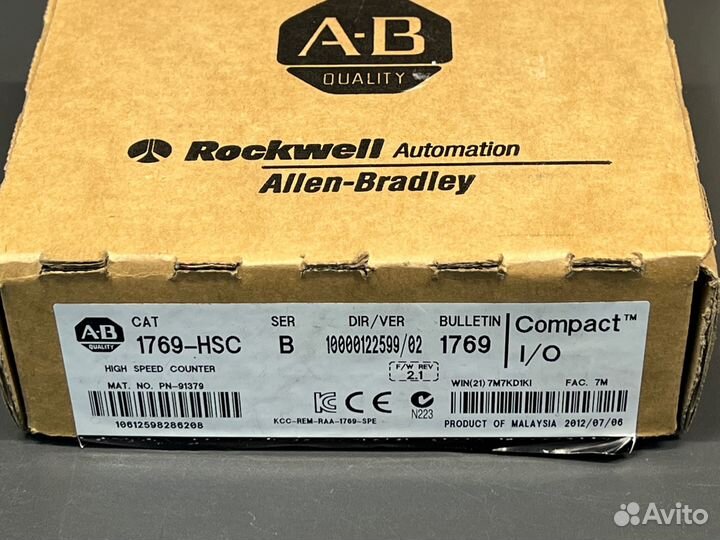 A-B
QUALITY
Rockwell Automation
Allen-Bradley
A-B
CAT
1769-HSC
HIGH SPEED COUNTER
MAT. NO. PN-91379
10612598286208
SER
B
DIR/VER
10000122599/02
F/W REV
2.1
BULLETIN
1769
Compact™
I/O
KCC-REM-RAA-1769-SPE
CE
N223
WIN(21) 7M7KD1KI FAC. 7M
PRODUCT OF MALAYSIA 2012/07/06
Avito